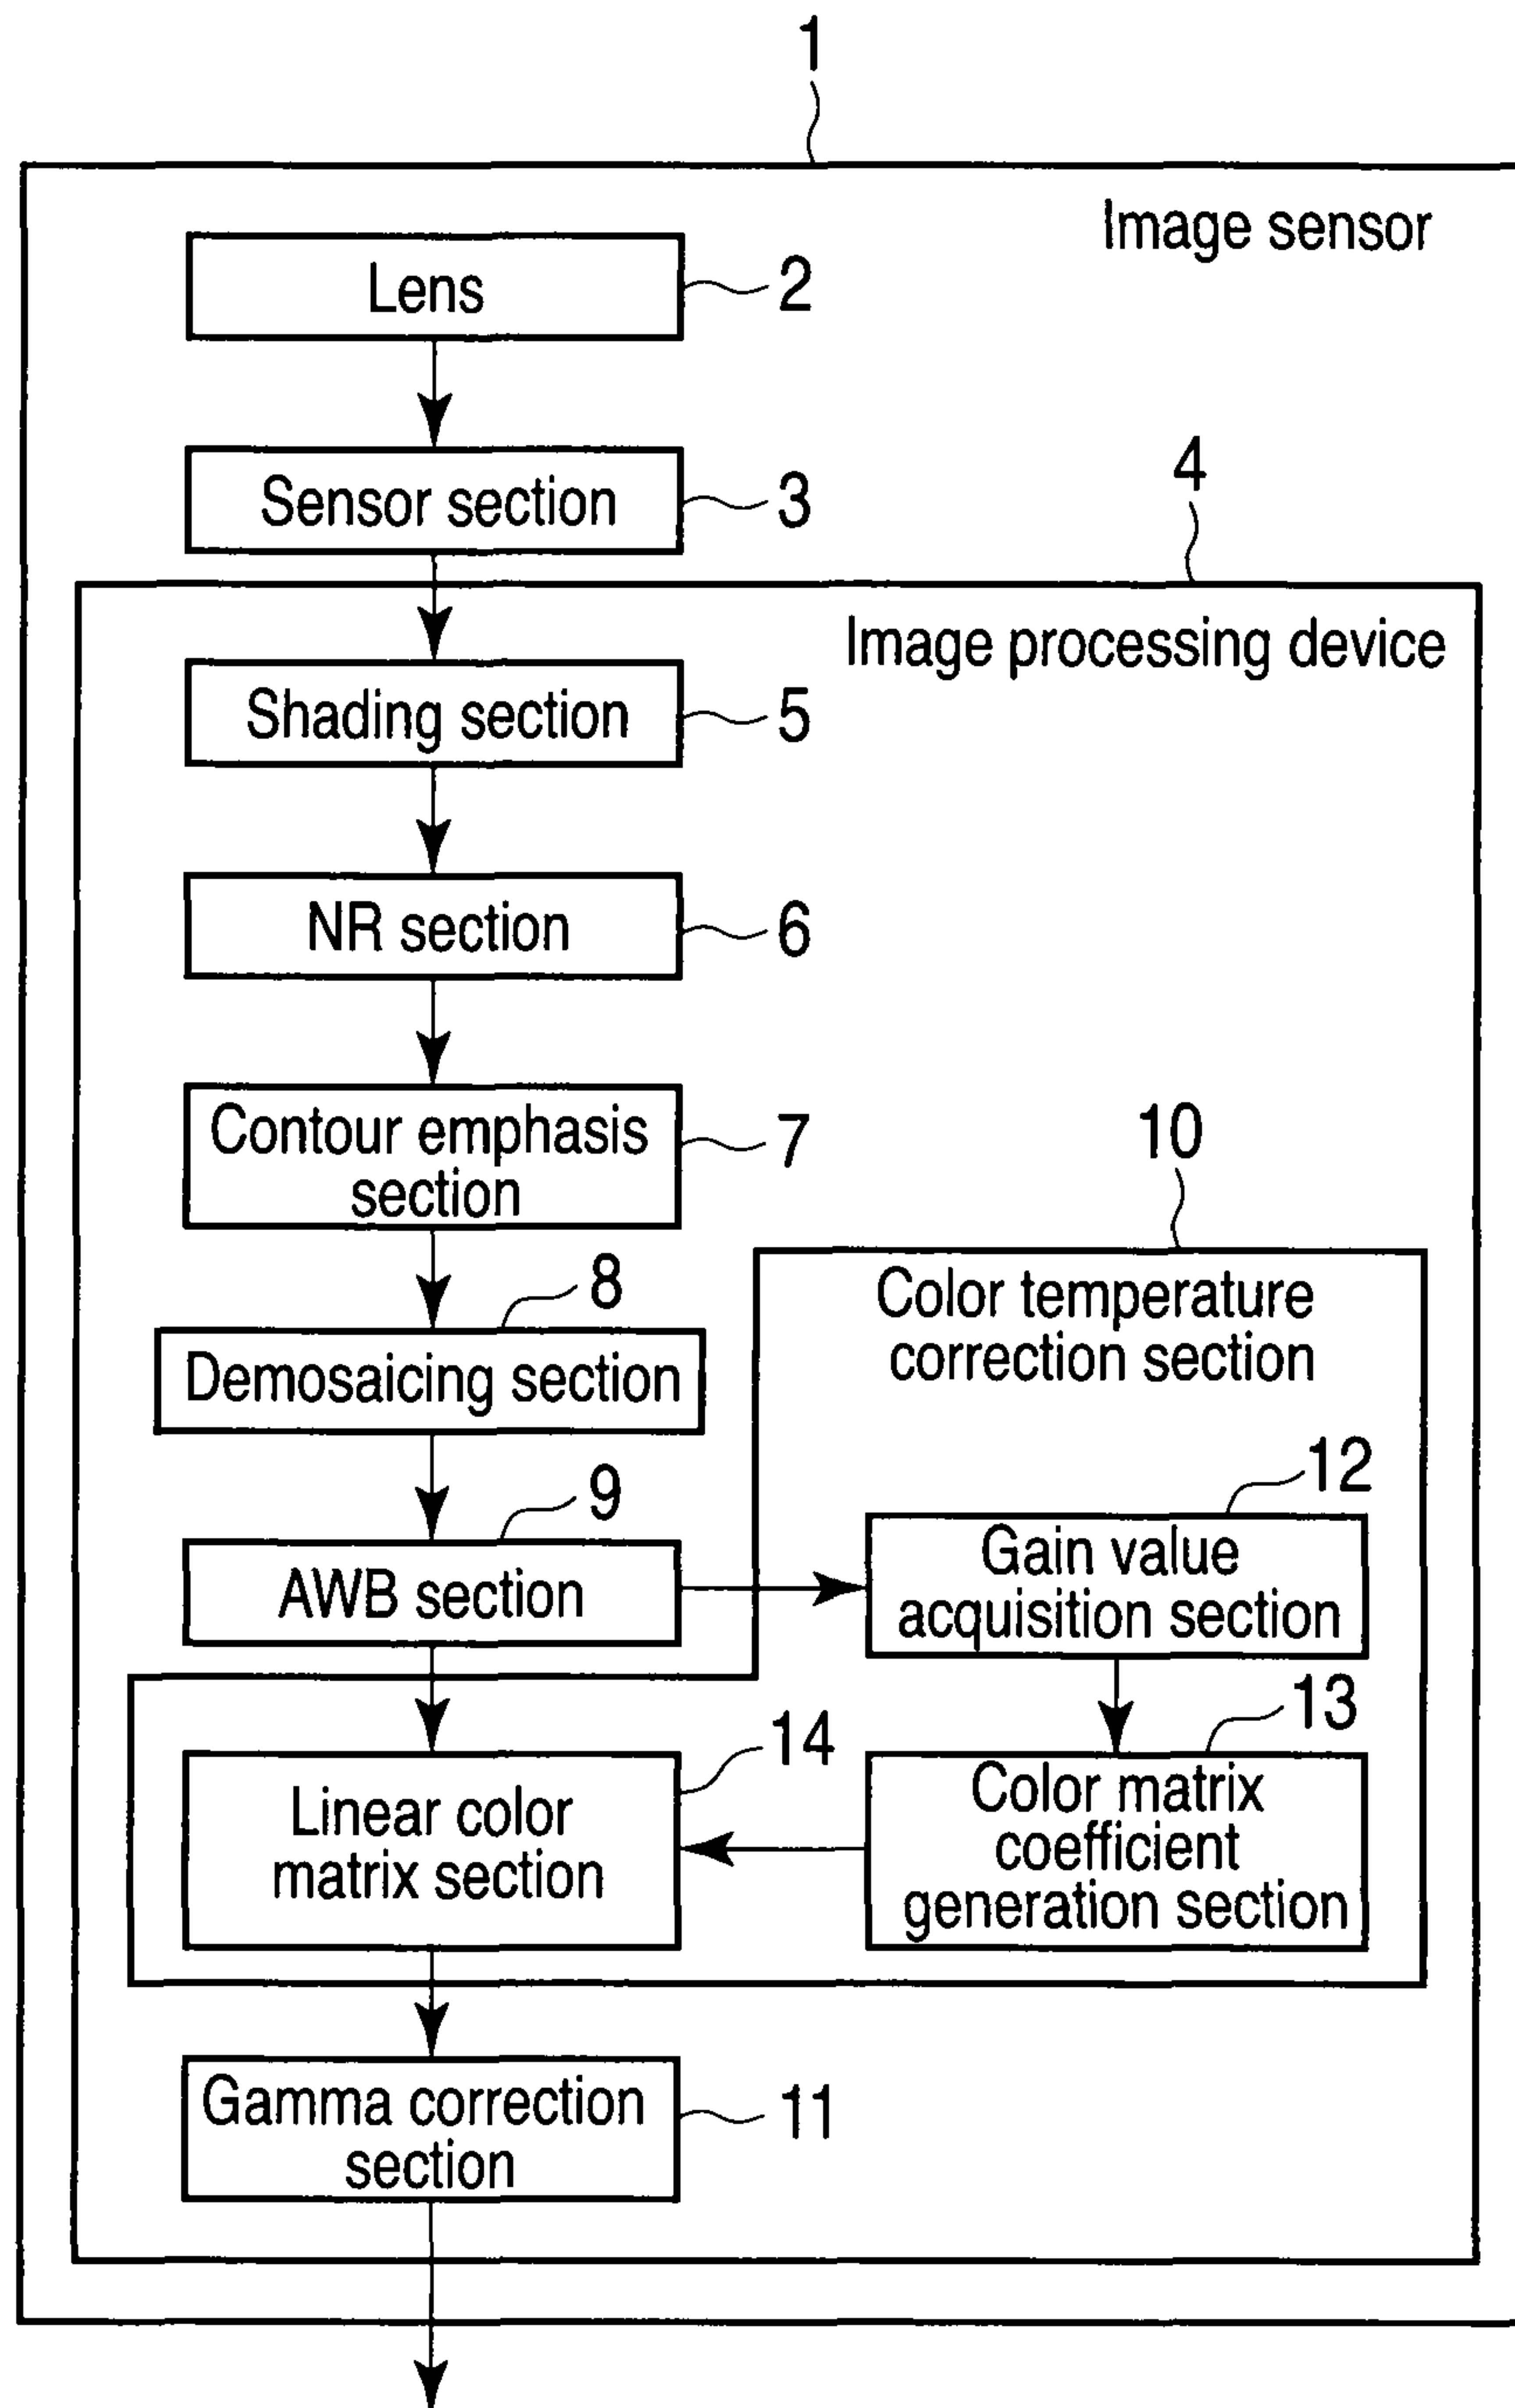 1
Image sensor
Lens
2
Sensor section
3
4
Image processing device
Shading section
5
NR section
6
Contour emphasis
section
7
10
Color temperature
correction section
8
Demosaicing section
9
AWB section
12
Gain value
acquisition section
13
Color matrix
coefficient
generation section
14
Linear color
matrix section
Gamma correction
section
11